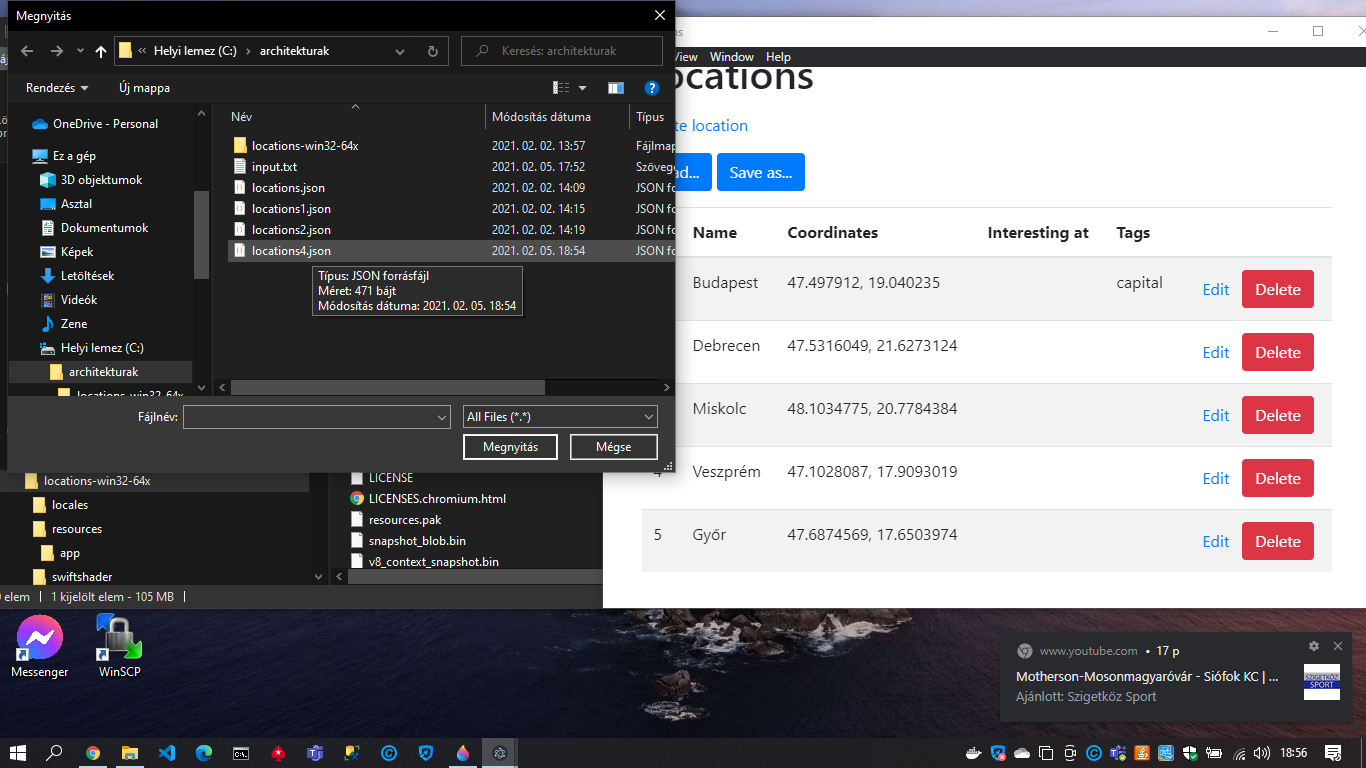 Megnyitás
Helyi lemez (C:) › architekturak
Keresés: architekturak
Rendezés
Új mappa
OneDrive - Personal
Ez a gép
3D objektumok
Asztal
Dokumentumok
Képek
Letöltések
Videók
Zene
Helyi lemez (C:)
architekturak
locations-win32-64x
Név
Módosítás dátuma
Típus
locations-win32-64x 2021. 02. 02. 13:57 Fájlmap
input.txt 2021. 02. 05. 17:52 Szövege
locations.json 2021. 02. 02. 14:09 JSON fo
locations1.json 2021. 02. 02. 14:15 JSON fo
locations2.json 2021. 02. 02. 14:19 JSON fo
locations4.json 2021. 02. 05. 18:54 JSON fo
Típus: JSON forrásfájl
Méret: 471 bájt
Módosítás dátuma: 2021. 02. 05. 18:54
Fájlnév:
All Files (*.*)
Megnyitás
Mégse
View Window Help
ocations
te location
ad...
Save as...
Name Coordinates Interesting at Tags
Budapest 47.497912, 19.040235 capital Edit Delete
Debrecen 47.5316049, 21.6273124 Edit Delete
Miskolc 48.1034775, 20.7784384 Edit Delete
4 Veszprém 47.1028087, 17.9093019 Edit Delete
5 Győr 47.6874569, 17.6503974 Edit Delete
locations-win32-64x
locales
resources
app
swiftshader
LICENSE
LICENSES.chromium.html
resources.pak
snapshot_blob.bin
v8_context_snapshot.bin
elem
1 kijelölt elem - 105 MB
Messenger
WinSCP
www.youtube.com • 17 p
Motherson-Mosonmagyaróvár - Siófok KC | ...
Ajánlott: Szigetköz Sport
SZIGETKÖZ
SPORT
18:56